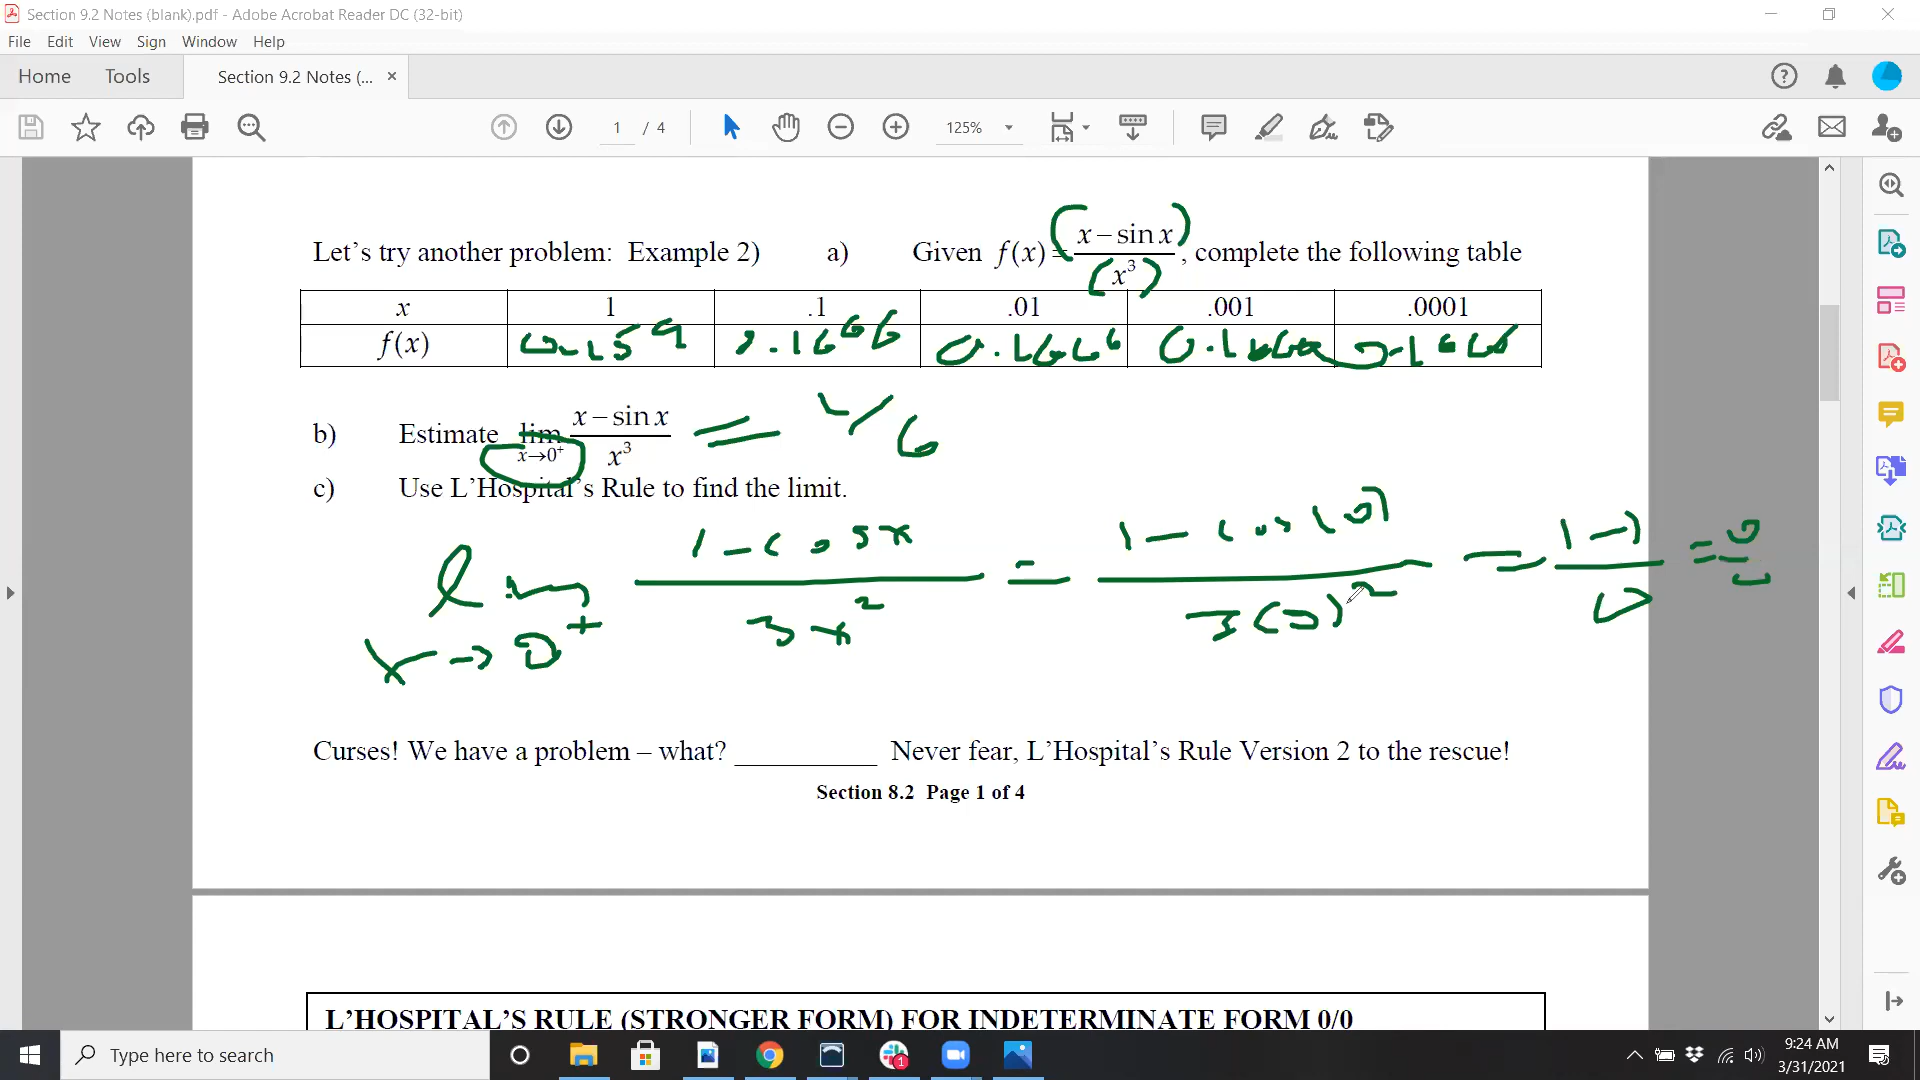 Section 9.2 Notes (blank).pdf - Adobe Acrobat Reader DC (32-bit)
File Edit View Sign Window Help
Home Tools Section 9.2 Notes (... ×
1 / 4 125%
Let's try another problem: Example 2) a) Given f(x) = (x – sin x)/(x³), complete the following table
x 1 .1 .01 .001 .0001
f(x) 0.159 0.1666 0.1666 0.1666 0.1666
b) Estimate lim x→0⁺ (x – sin x)/x³ = 1/6
c) Use L'Hospital's Rule to find the limit.
lim x→0⁺ (1 - cos x)/(3x²) = (1 - cos(0))/(3(0)²) = (1-1)/0 = 0/0
Curses! We have a problem – what? __________ Never fear, L'Hospital's Rule Version 2 to the rescue!
Section 8.2 Page 1 of 4
L'HOSPITAL'S RULE (STRONGER FORM) FOR INDETERMINATE FORM 0/0
Type here to search
1
9:24 AM
3/31/2021